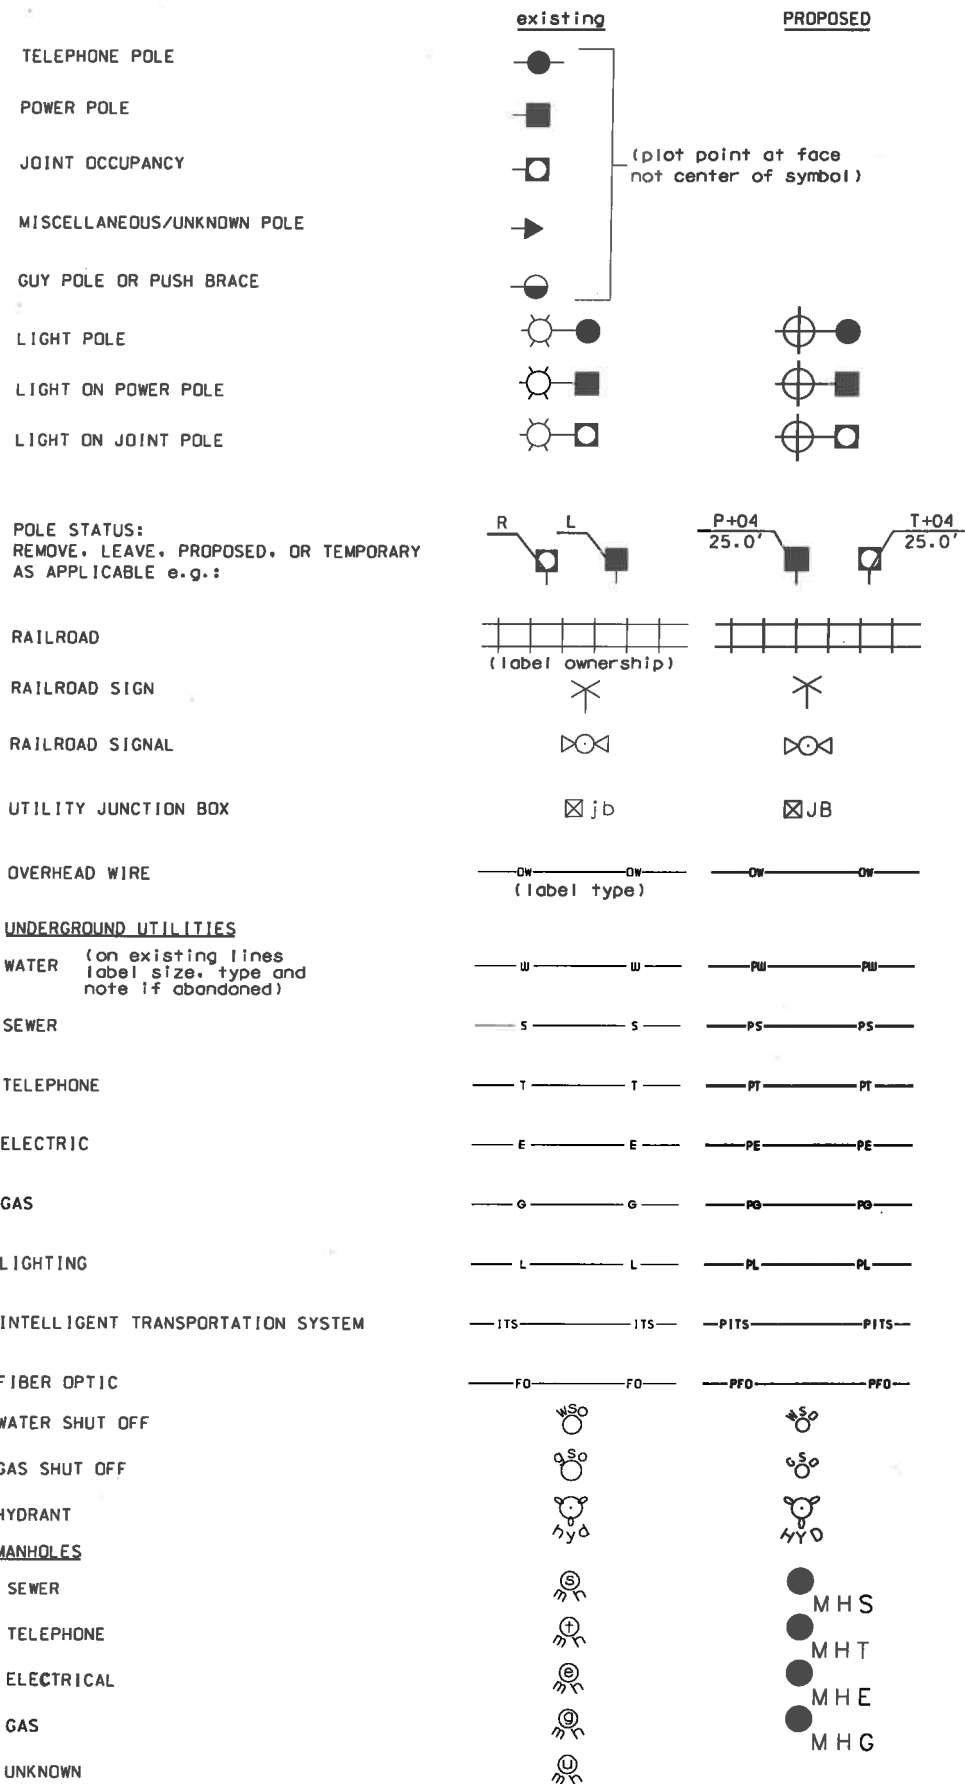 existing PROPOSED
TELEPHONE POLE
POWER POLE
JOINT OCCUPANCY
(plot point at face
not center of symbol)
MISCELLANEOUS/UNKNOWN POLE
GUY POLE OR PUSH BRACE
LIGHT POLE
LIGHT ON POWER POLE
LIGHT ON JOINT POLE
POLE STATUS:
REMOVE, LEAVE, PROPOSED, OR TEMPORARY
AS APPLICABLE e.g.:
R L P+04 T+04
25.0' 25.0'
RAILROAD
(label ownership)
RAILROAD SIGN
RAILROAD SIGNAL
UTILITY JUNCTION BOX jb JB
OVERHEAD WIRE OW OW OW OW
(label type)
UNDERGROUND UTILITIES
WATER (on existing lines
label size, type and
note if abandoned)
W W PW PW
SEWER S S PS PS
TELEPHONE T T PT PT
ELECTRIC E E PE PE
GAS G G PG PG
LIGHTING L L PL PL
INTELLIGENT TRANSPORTATION SYSTEM ITS ITS PITS PITS
FIBER OPTIC FO FO PFO PFO
WATER SHUT OFF wso WSO
GAS SHUT OFF gso GSO
HYDRANT hyd HYD
MANHOLES
SEWER s mh MHS
TELEPHONE t mh MHT
ELECTRICAL e mh MHE
GAS g mh MHG
UNKNOWN u mh